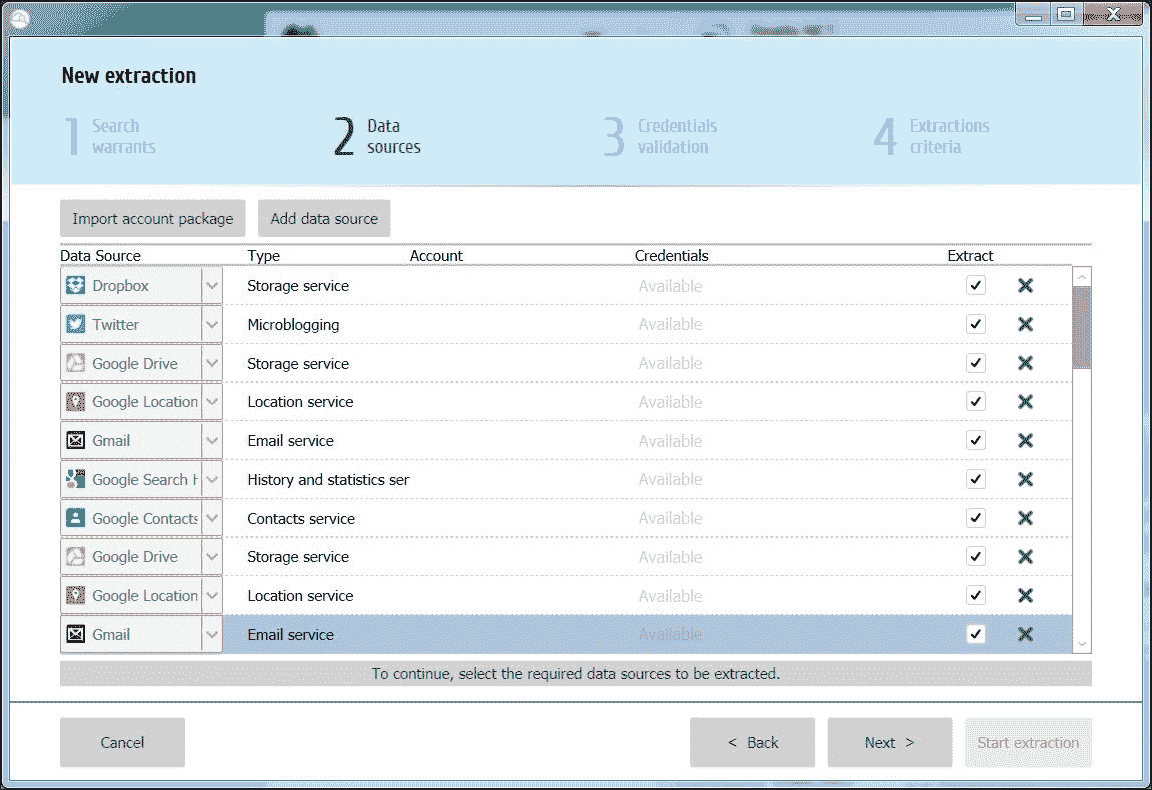 New extraction
1 Search warrants
2 Data sources
3 Credentials validation
4 Extractions criteria
Import account package Add data source
Data Source Type Account Credentials Extract
Dropbox Storage service Available
Twitter Microblogging Available
Google Drive Storage service Available
Google Location Location service Available
Gmail Email service Available
Google Search H History and statistics ser Available
Google Contacts Contacts service Available
Google Drive Storage service Available
Google Location Location service Available
Gmail Email service Available
To continue, select the required data sources to be extracted.
Cancel < Back Next > Start extraction